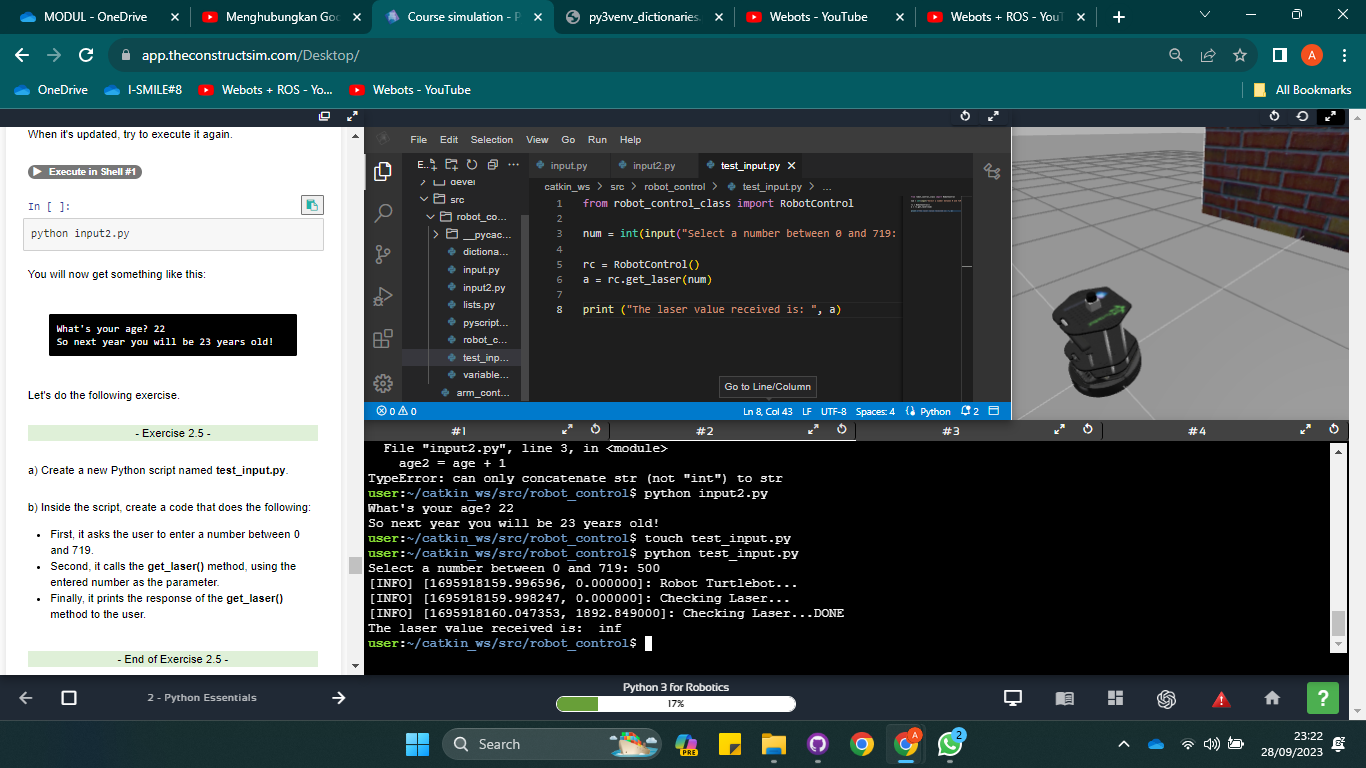 MODUL - OneDrive
Menghubungkan Goo
Course simulation - P
py3venv_dictionaries.
Webots - YouTube
Webots + ROS - YouT
app.theconstructsim.com/Desktop/
A
OneDrive
I-SMILE#8
Webots + ROS - Yo...
Webots - YouTube
All Bookmarks
When it's updated, try to execute it again.
Execute in Shell #1
In [ ]:
python input2.py
You will now get something like this:
What's your age? 22
So next year you will be 23 years old!
Let's do the following exercise.
- Exercise 2.5 -
a) Create a new Python script named test_input.py.
b) Inside the script, create a code that does the following:
First, it asks the user to enter a number between 0
and 719.
Second, it calls the get_laser() method, using the
entered number as the parameter.
Finally, it prints the response of the get_laser()
method to the user.
- End of Exercise 2.5 -
File Edit Selection View Go Run Help
E...
devel
src
robot_co...
__pycac...
dictiona...
input.py
input2.py
lists.py
pyscript...
robot_c...
test_inp...
variable...
arm_cont...
input.py
input2.py
test_input.py
catkin_ws > src > robot_control > test_input.py > ...
1 from robot_control_class import RobotControl
2
3 num = int(input("Select a number between 0 and 719:
4
5 rc = RobotControl()
6 a = rc.get_laser(num)
7
8 print ("The laser value received is: ", a)
Go to Line/Column
0 0
Ln 8, Col 43 LF UTF-8 Spaces: 4 Python 2
#1
#2
#3
#4
File "input2.py", line 3, in <module>
age2 = age + 1
TypeError: can only concatenate str (not "int") to str
user:~/catkin_ws/src/robot_control$ python input2.py
What's your age? 22
So next year you will be 23 years old!
user:~/catkin_ws/src/robot_control$ touch test_input.py
user:~/catkin_ws/src/robot_control$ python test_input.py
Select a number between 0 and 719: 500
[INFO] [1695918159.996596, 0.000000]: Robot Turtlebot...
[INFO] [1695918159.998247, 0.000000]: Checking Laser...
[INFO] [1695918160.047353, 1892.849000]: Checking Laser...DONE
The laser value received is:  inf
user:~/catkin_ws/src/robot_control$
2 - Python Essentials
Python 3 for Robotics
17%
?
Search
PRE
A
2
23:22
28/09/2023